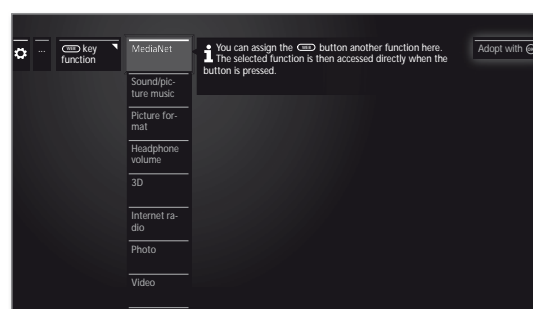 ...
WEB key
function
MediaNet
Sound/pic-
ture music
Picture for-
mat
Headphone
volume
3D
Internet ra-
dio
Photo
Video
You can assign the WEB button another function here.
The selected function is then accessed directly when the
button is pressed.
Adopt with